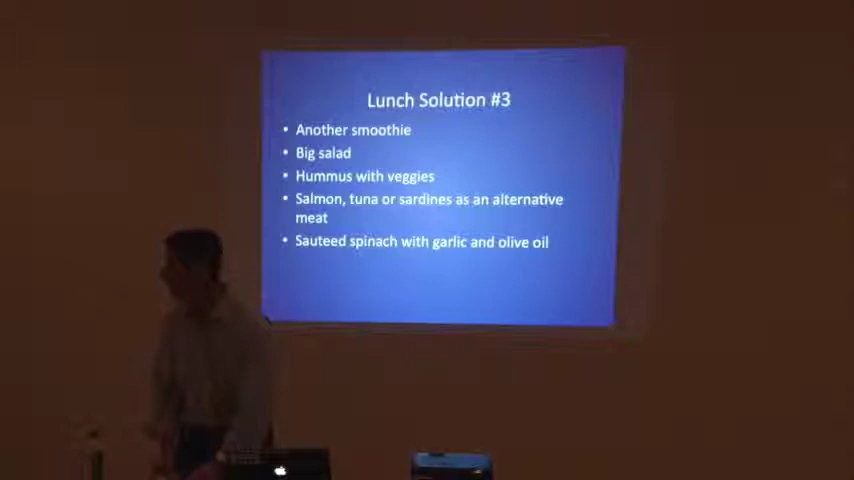 Lunch Solution #3
• Another smoothie
• Big salad
• Hummus with veggies
• Salmon, tuna or sardines as an alternative
meat
• Sauteed spinach with garlic and olive oil